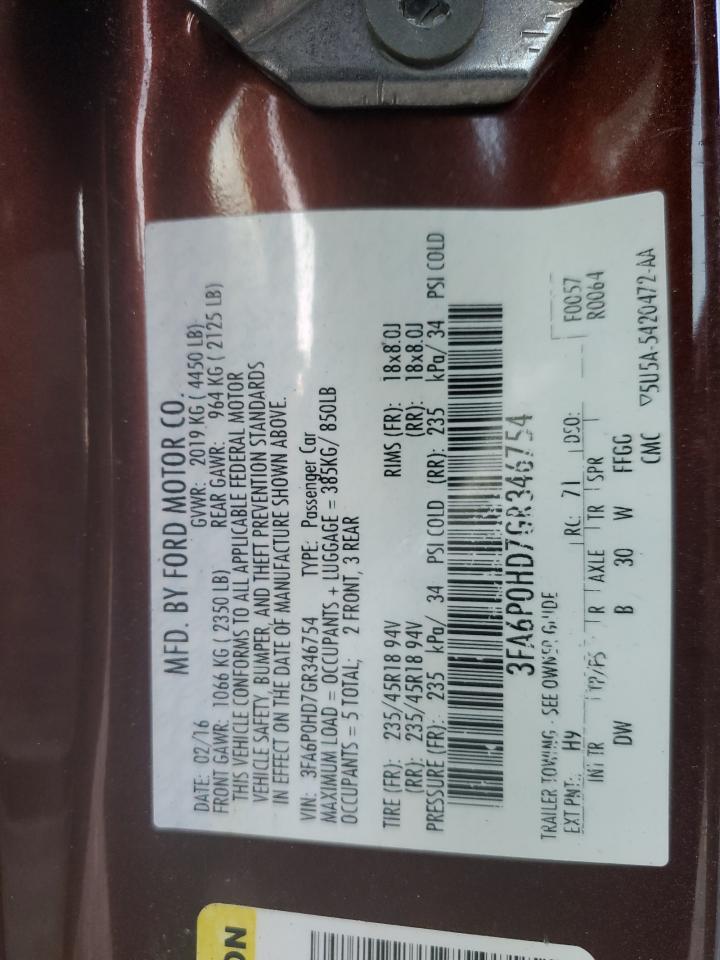 MFD. BY FORD MOTOR CO.
DATE: 02/16 GVWR: 2019 KG ( 4450 LB)
FRONT GAWR: 1066 KG ( 2350 LB) REAR GAWR: 964 KG ( 2125 LB)
THIS VEHICLE CONFORMS TO ALL APPLICABLE FEDERAL MOTOR
VEHICLE SAFETY, BUMPER, AND THEFT PREVENTION STANDARDS
IN EFFECT ON THE DATE OF MANUFACTURE SHOWN ABOVE.
VIN: 3FA6P0HD7GR346754 TYPE: Passenger Car
MAXIMUM LOAD = OCCUPANTS + LUGGAGE = 385KG/ 850LB
OCCUPANTS = 5 TOTAL; 2 FRONT, 3 REAR
TIRE (FR): 235/45R18 94V RIMS (FR): 18x8.0J
(RR): 235/45R18 94V (RR): 18x8.0J
PRESSURE (FR): 235 kPa/ 34 PSI COLD (RR): 235 kPa/ 34 PSI COLD
3FA6P0HD7GR346754
TRAILER TOWING - SEE OWNER GUIDE
EXT PNT: H9 RC: 71 DSO: F0057
R0064
INT TR TP/PS R AXLE TR SPR
DW B 30 W FFGG
CMC ▽5U5A-5420472-AA
ON